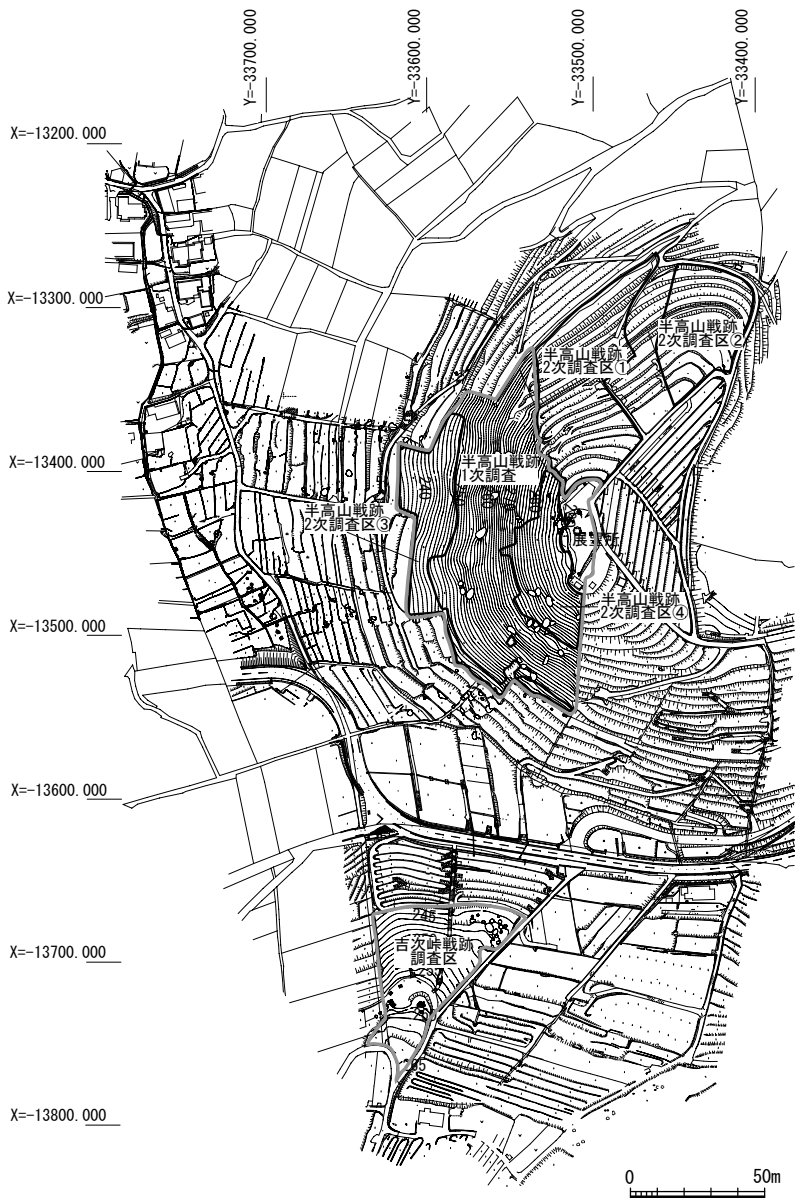 Y=-33700.000
Y=-33600.000
Y=-33500.000
Y=-33400.000
X=-13200.000
X=-13300.000
半高山戦跡
2次調査区②
半高山戦跡
2次調査区①
X=-13400.000
半高山戦跡
1次調査
半高山戦跡
2次調査区③
展望所
半高山戦跡
2次調査区④
X=-13500.000
X=-13600.000
245
吉次峠戦跡
調査区
X=-13700.000
X=-13800.000
0
50m